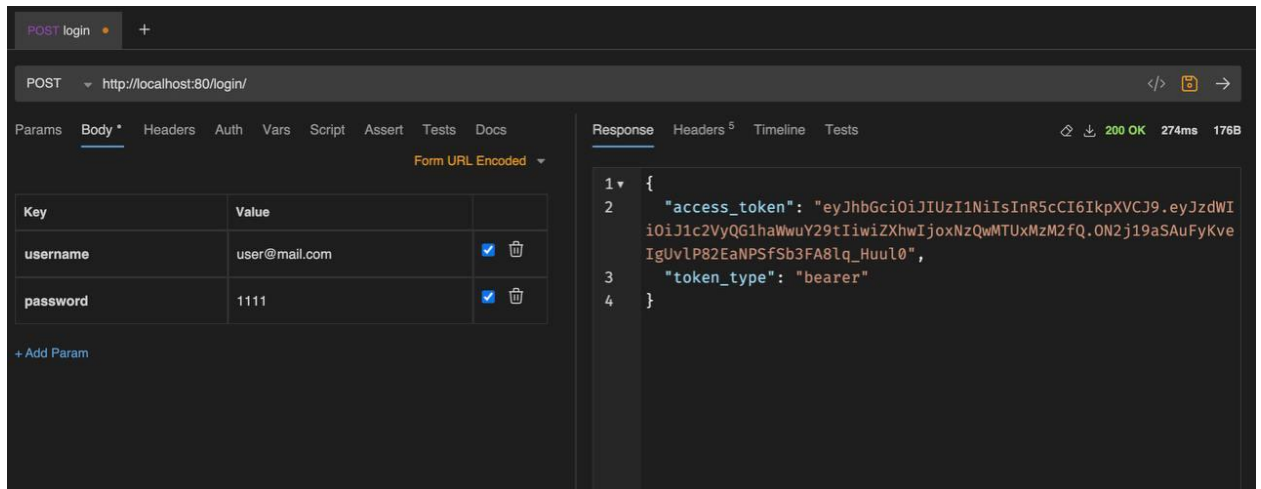 POST login
+
POST http://localhost:80/login/
</>
Params Body * Headers Auth Vars Script Assert Tests Docs
Form URL Encoded
Key Value
username user@mail.com
password 1111
+ Add Param
Response Headers 5 Timeline Tests
200 OK 274ms 176B
1 {
2 "access_token": "eyJhbGciOiJIUzI1NiIsInR5cCI6IkpXVCJ9.eyJzdWI
iOiJ1c2VyQG1haWwuY29tIiwiZXhwIjoxNzQwMTUxMzM2fQ.ON2j19aSAuFyKve
IgUvlP82EaNPSfSb3FA8lq_Huul0",
3 "token_type": "bearer"
4 }